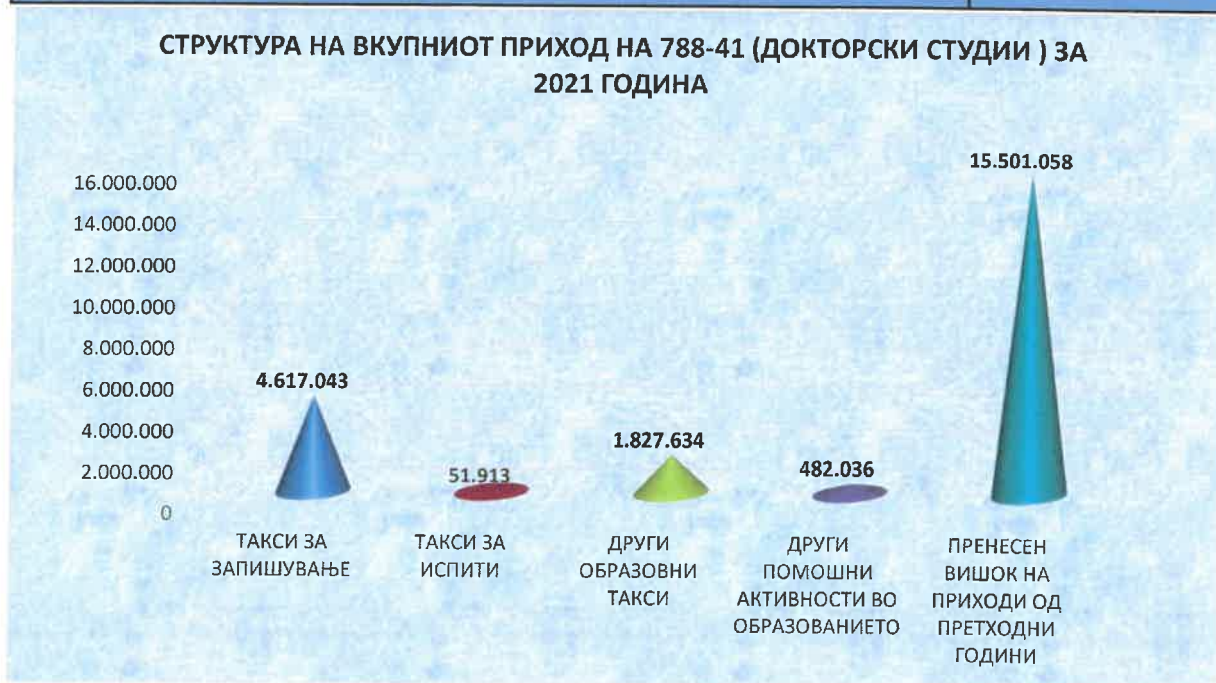 СТРУКТУРА НА ВКУПНИОТ ПРИХОД НА 788-41 (ДОКТОРСКИ СТУДИИ ) ЗА
2021 ГОДИНА
16.000.000
14.000.000
12.000.000
10.000.000
8.000.000
6.000.000
4.000.000
2.000.000
0
4.617.043
51.913
1.827.634
482.036
15.501.058
ТАКСИ ЗА
ЗАПИШУВАЊЕ
ТАКСИ ЗА
ИСПИТИ
ДРУГИ
ОБРАЗОВНИ
ТАКСИ
ДРУГИ
ПОМОШНИ
АКТИВНОСТИ ВО
ОБРАЗОВАНИЕТО
ПРЕНЕСЕН
ВИШОК НА
ПРИХОДИ ОД
ПРЕТХОДНИ
ГОДИНИ